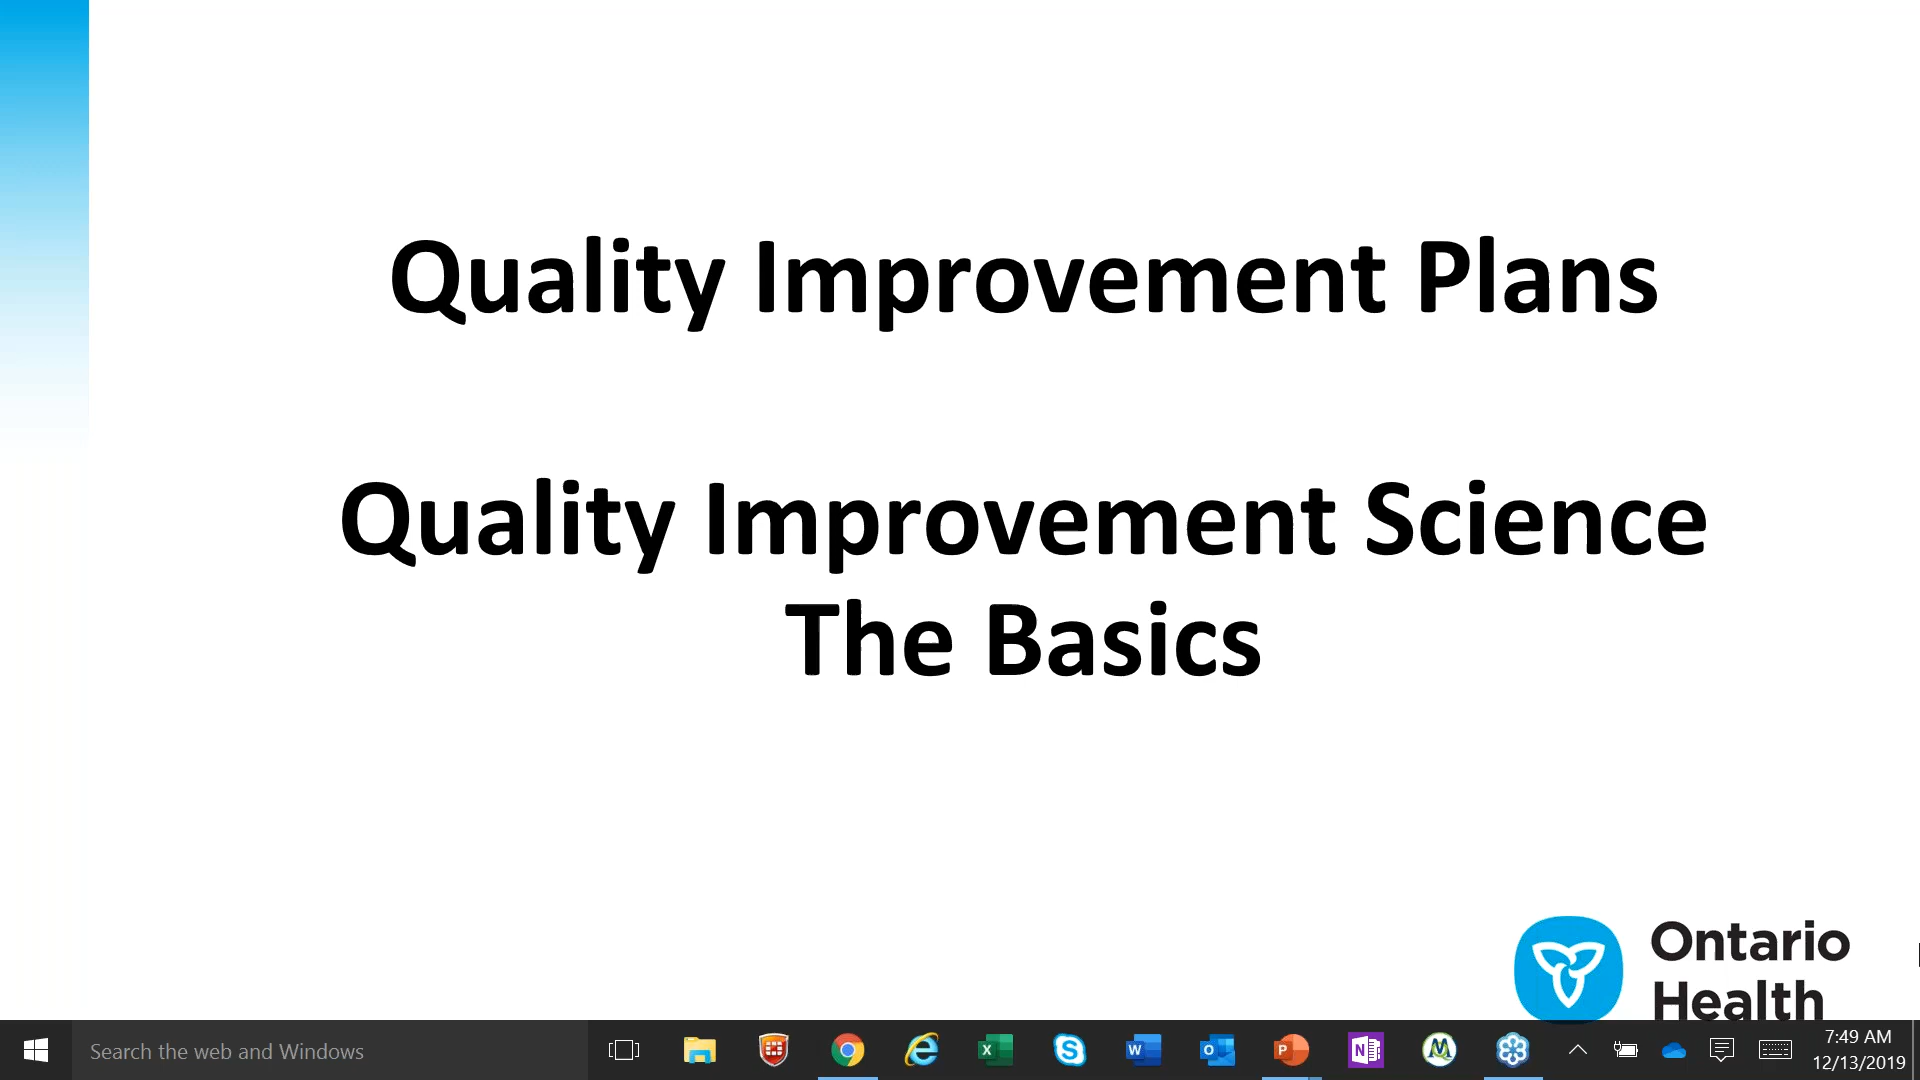 Quality Improvement Plans
Quality Improvement Science
The Basics
Ontario
Health
Search the web and Windows
7:49 AM
12/13/2019